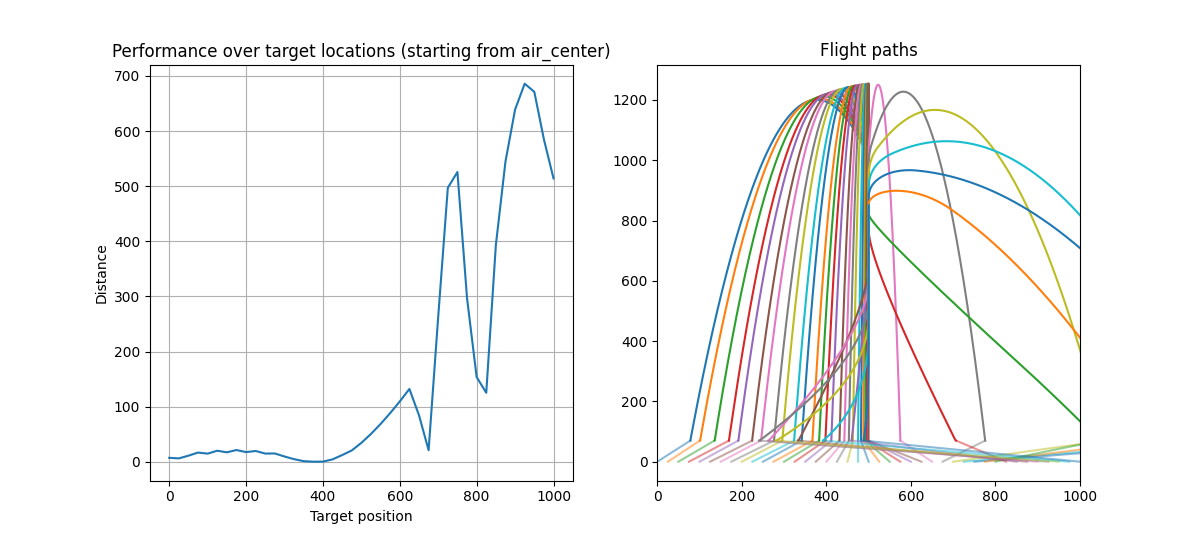 Performance over target locations (starting from air_center)
700
600
500
400
300
200
100
0
Distance
0 200 400 600 800 1000
Target position
Flight paths
1200
1000
800
600
400
200
0
0 200 400 600 800 1000